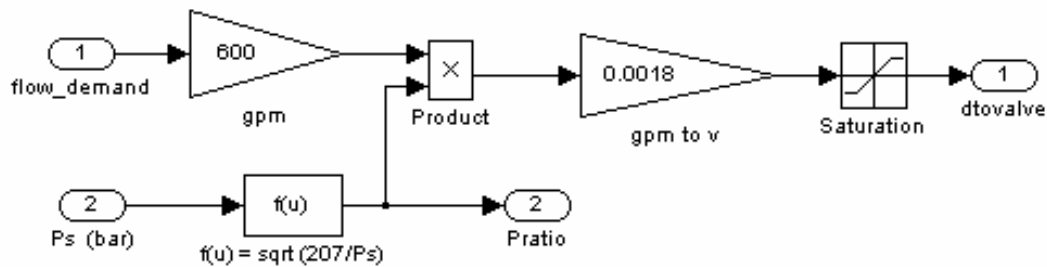 1
flow_demand
600
gpm
×
Product
0.0018
gpm to v
Saturation
1
dtovalve
2
Ps (bar)
f(u)
f(u) = sqrt (207/Ps)
2
Pratio